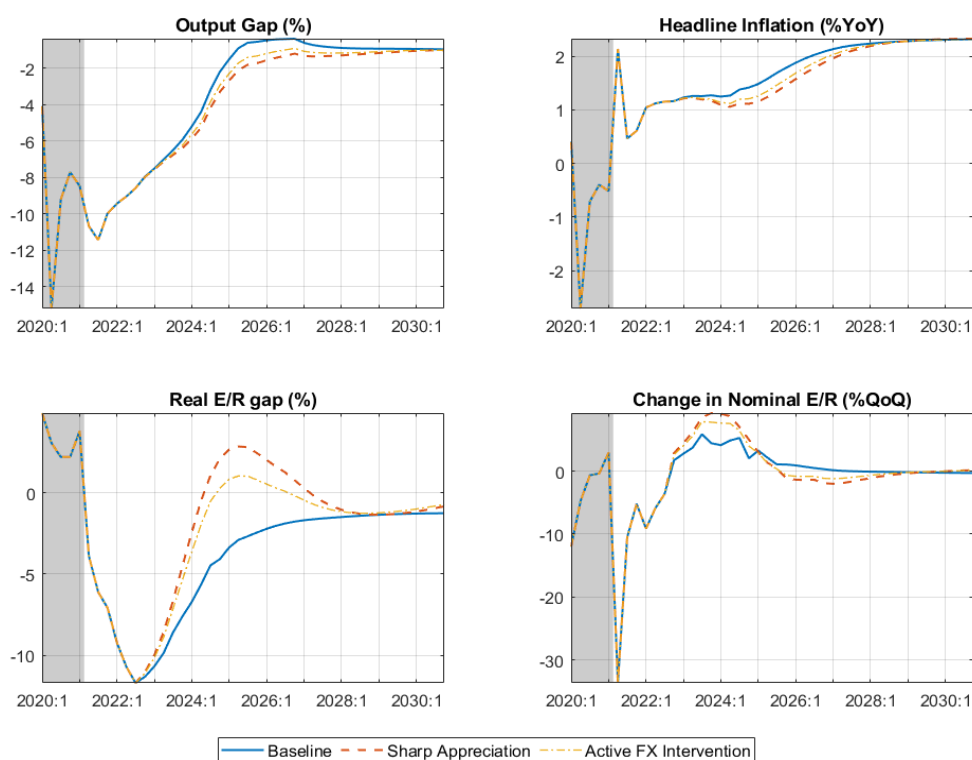 Output Gap (%)
-2
-4
-6
-8
-10
-12
-14
2020:1 2022:1 2024:1 2026:1 2028:1 2030:1
Headline Inflation (%YoY)
2
1
0
-1
-2
2020:1 2022:1 2024:1 2026:1 2028:1 2030:1
Real E/R gap (%)
0
-5
-10
2020:1 2022:1 2024:1 2026:1 2028:1 2030:1
Change in Nominal E/R (%QoQ)
0
-10
-20
-30
2020:1 2022:1 2024:1 2026:1 2028:1 2030:1
Baseline Sharp Appreciation Active FX Intervention